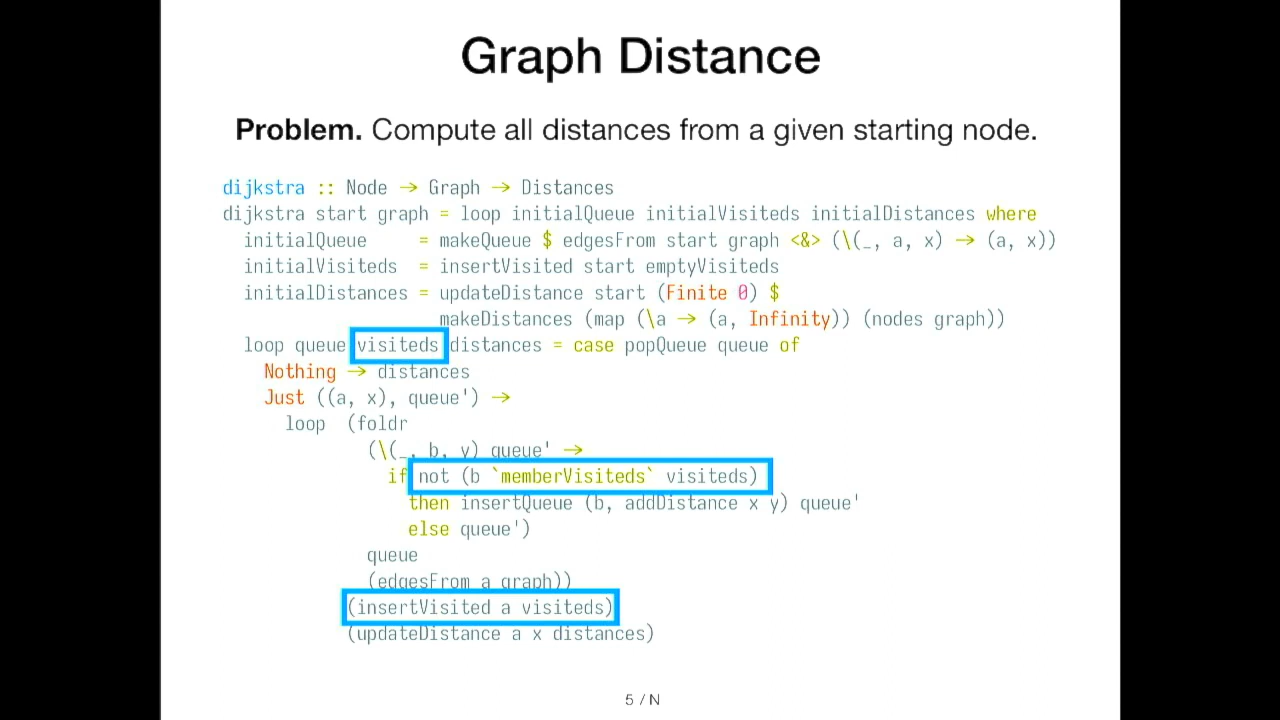 Graph Distance
Problem. Compute all distances from a given starting node.
dijkstra :: Node → Graph → Distances
dijkstra start graph = loop initialQueue initialVisiteds initialDistances where
initialQueue = makeQueue $ edgesFrom start graph <&> (\(_, a, x) → (a, x))
initialVisiteds = insertVisited start emptyVisiteds
initialDistances = updateDistance start (Finite 0) $
makeDistances (map (\a → (a, Infinity)) (nodes graph))
loop queue visiteds distances = case popQueue queue of
Nothing → distances
Just ((a, x), queue') →
loop (foldr
(\(_, b, y) queue' →
if not (b `memberVisiteds` visiteds)
then insertQueue (b, addDistance x y) queue'
else queue')
queue
(edgesFrom a graph))
(insertVisited a visiteds)
(updateDistance a x distances)
5 / N